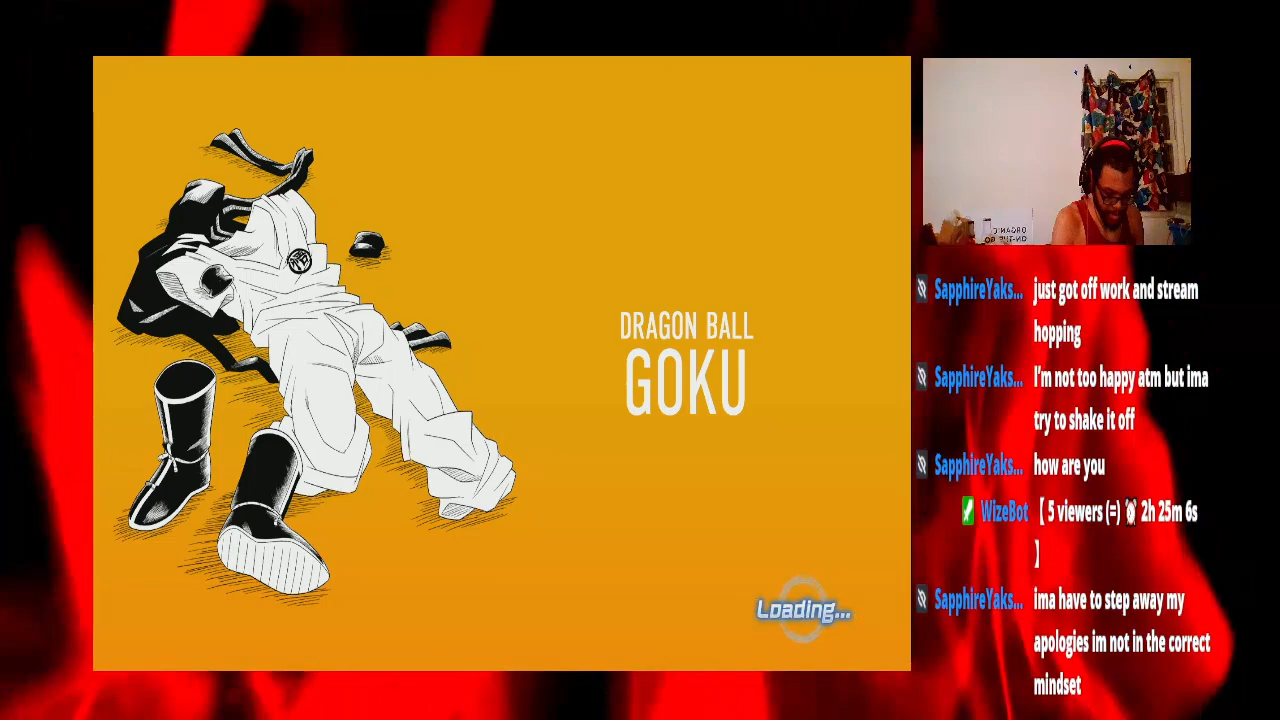 DRAGON BALL
GOKU
Loading...
SapphireYaks... just got off work and stream
hopping
SapphireYaks... I'm not too happy atm but ima
try to shake it off
SapphireYaks... how are you
WizeBot 【 5 viewers (=) ⏰ 2h 25m 6s
】
SapphireYaks... ima have to step away my
apologies im not in the correct
mindset